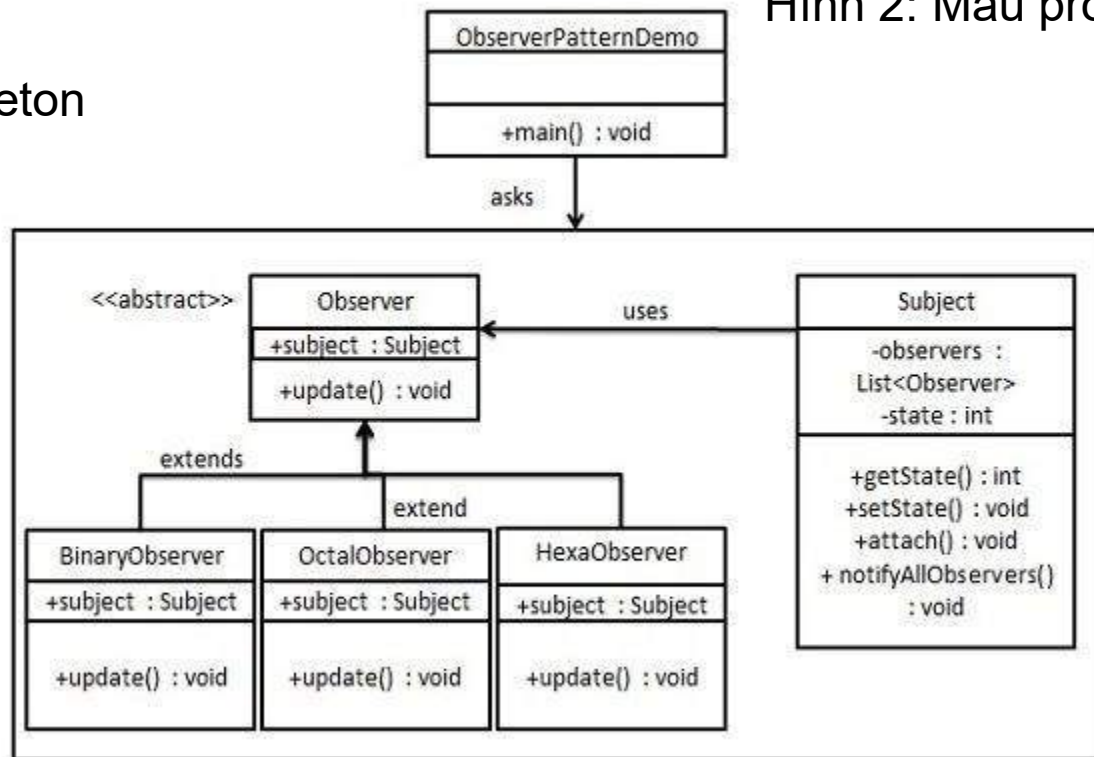 Hình 2: Mẫu pro
eton
ObserverPatternDemo
+main() : void
asks
<<abstract>>
Observer
+subject : Subject
+update() : void
uses
Subject
-observers :
List<Observer>
-state : int
+getState() : int
+setState() : void
+attach() : void
+ notifyAllObservers()
: void
extends
extend
BinaryObserver
+subject : Subject
+update() : void
OctalObserver
+subject : Subject
+update() : void
HexaObserver
+subject : Subject
+update() : void